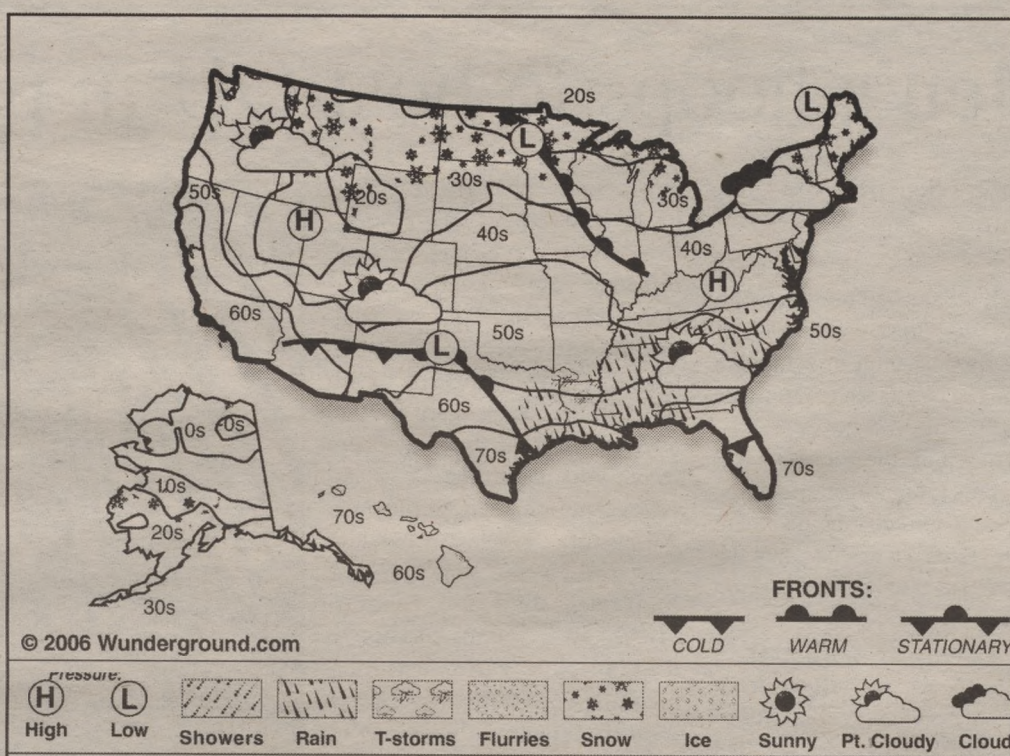 20s
L
L
50s
20s
30s
30s
H
40s
40s
H
60s
50s
50s
L
60s
70s
70s
0s
-0s
10s
20s
30s
70s
60s
FRONTS:
COLD
WARM
STATIONARY
© 2006 Wunderground.com
Pressure:
H
L
High
Low
Showers
Rain
T-storms
Flurries
Snow
Ice
Sunny
Pt. Cloudy
Cloud